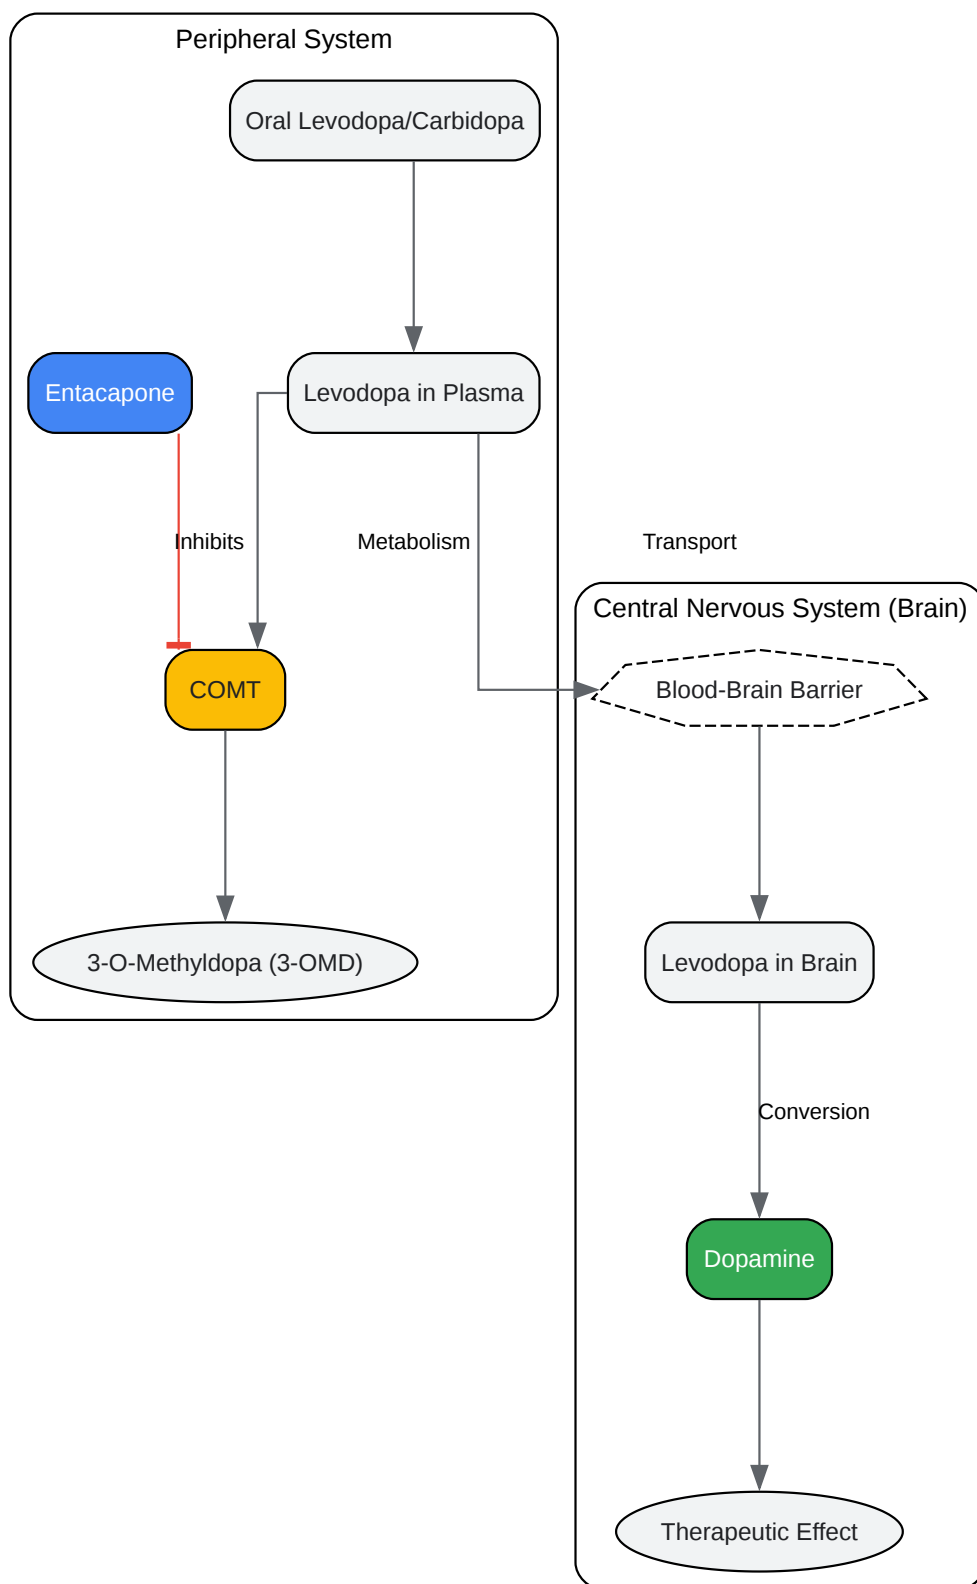 Peripheral System
Oral Levodopa/Carbidopa
Entacapone
Levodopa in Plasma
Inhibits
Metabolism
Transport
Central Nervous System (Brain)
COMT
Blood-Brain Barrier
3-O-Methyldopa (3-OMD)
Levodopa in Brain
Conversion
Dopamine
Therapeutic Effect